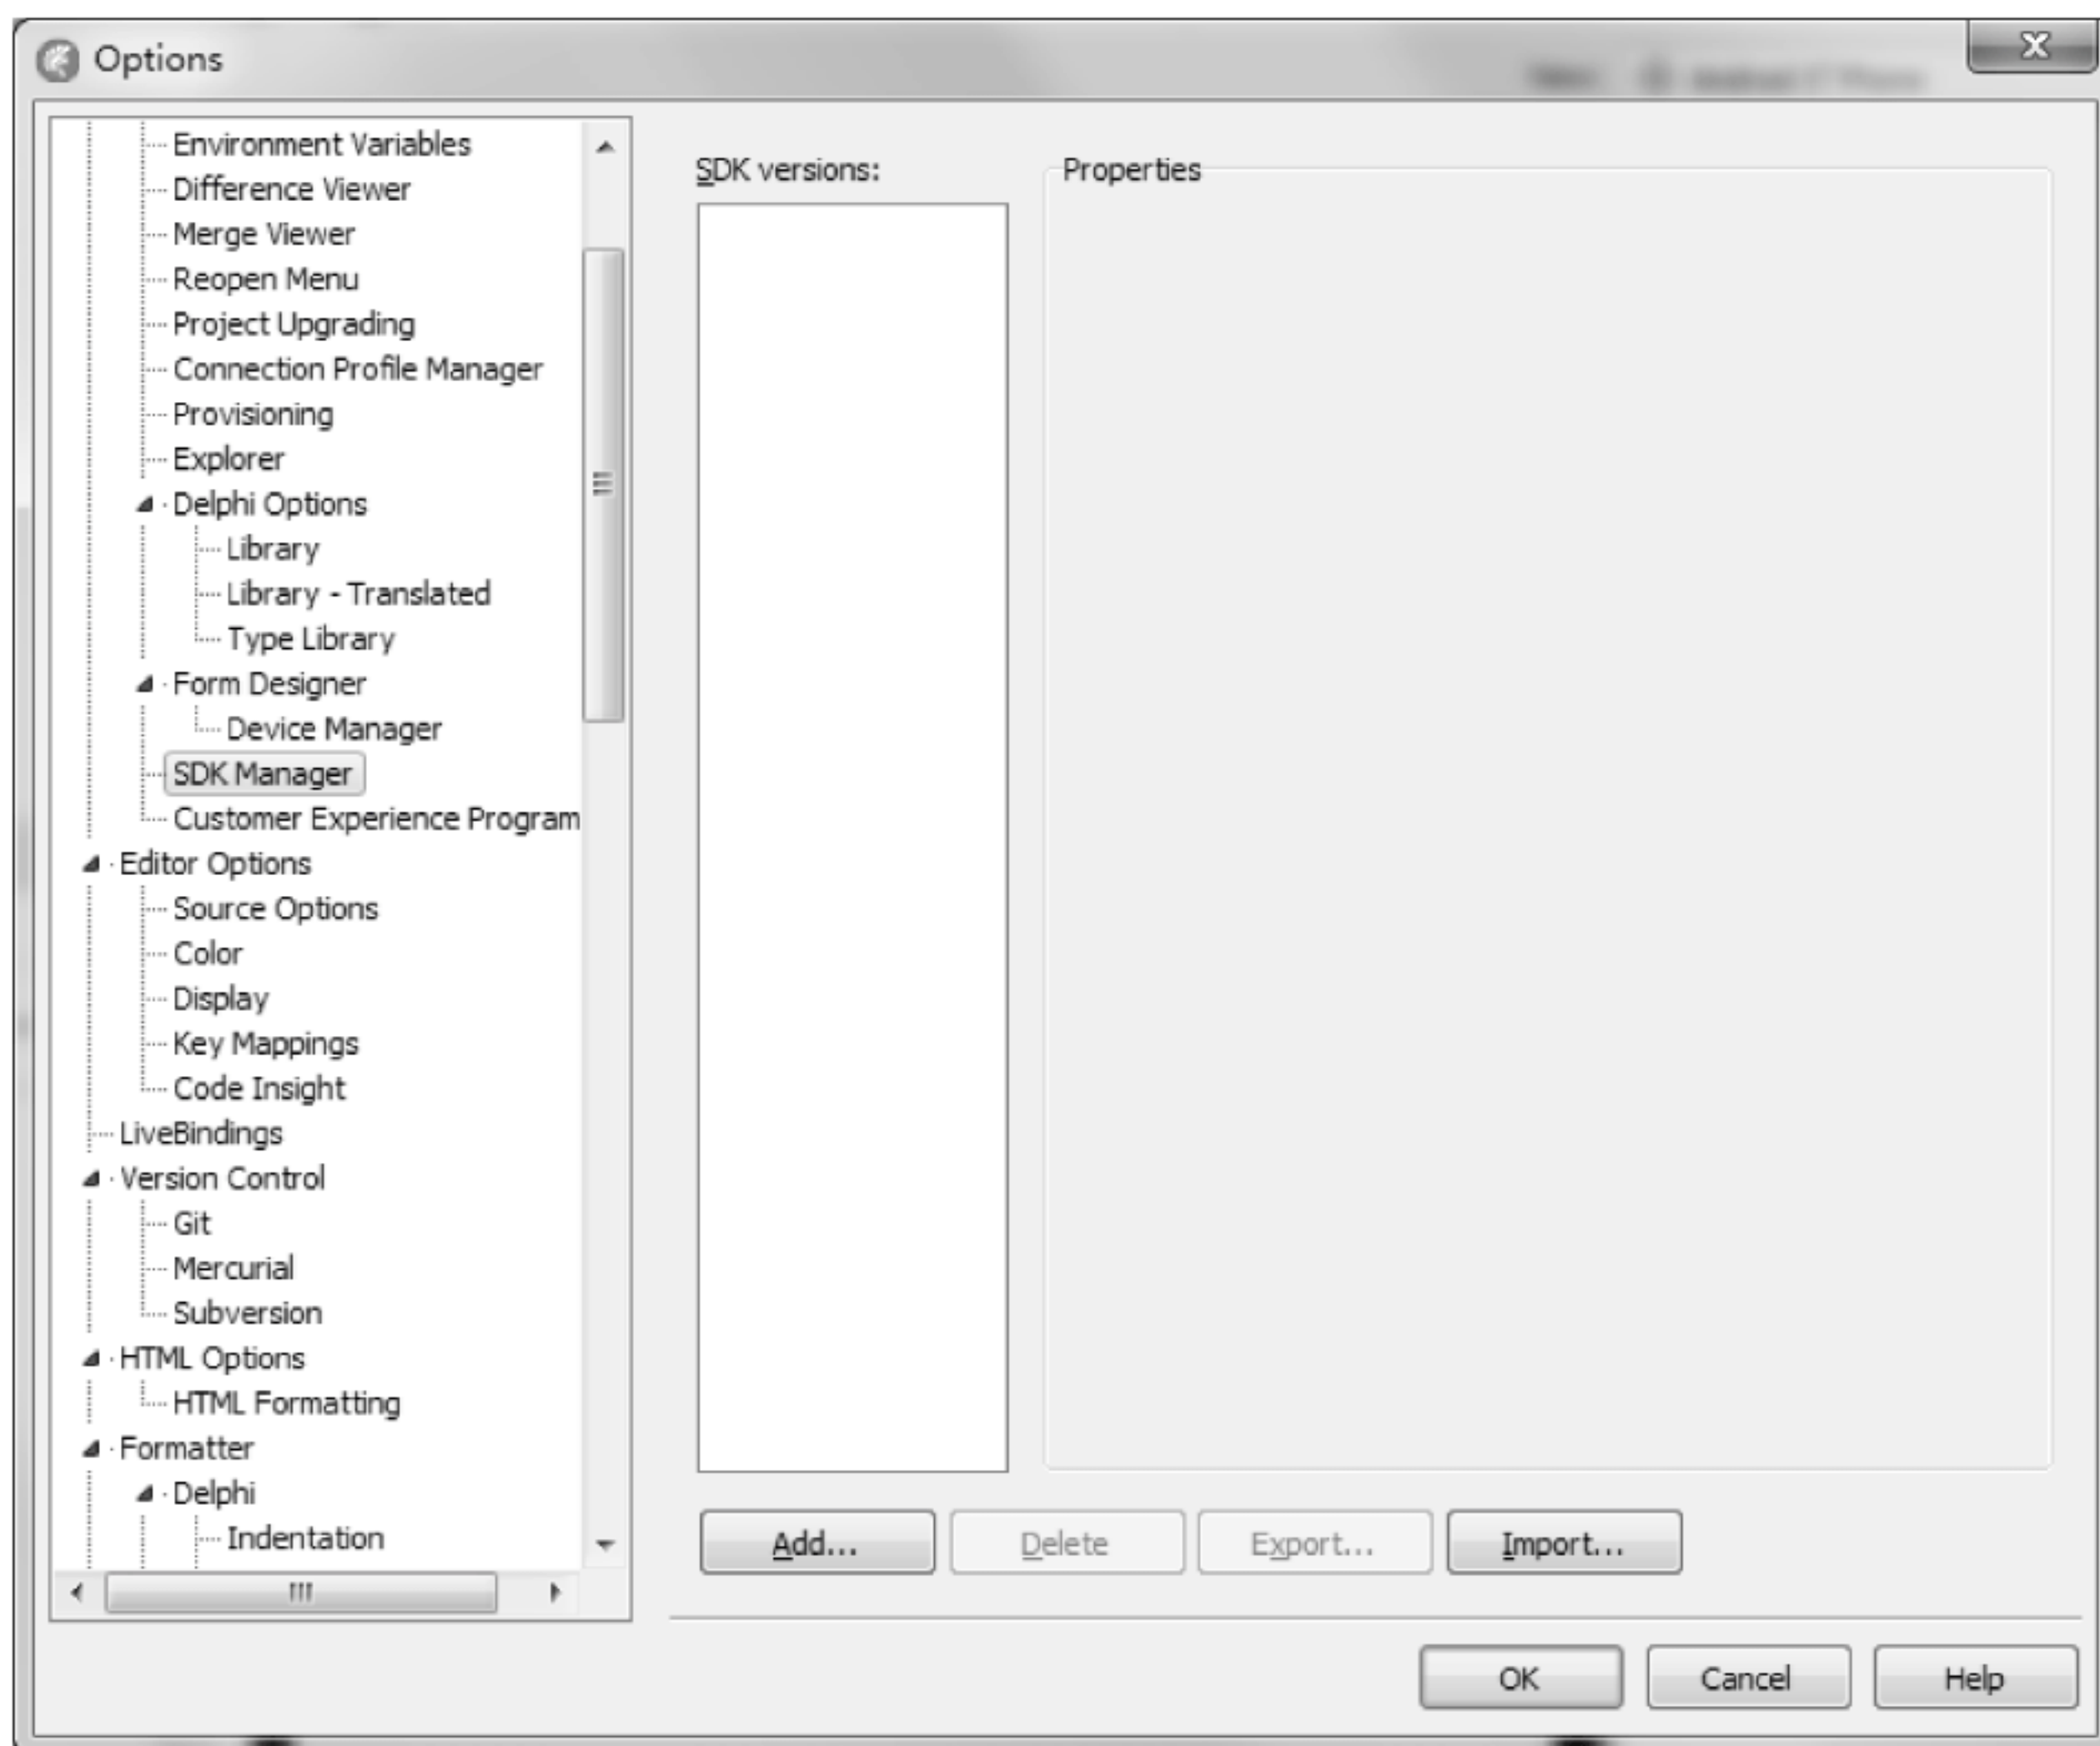 Options
Environment Variables
Difference Viewer
Merge Viewer
Reopen Menu
Project Upgrading
Connection Profile Manager
Provisioning
Explorer
Delphi Options
Library
Library - Translated
Type Library
Form Designer
Device Manager
SDK Manager
Customer Experience Program
Editor Options
Source Options
Color
Display
Key Mappings
Code Insight
LiveBindings
Version Control
Git
Mercurial
Subversion
HTML Options
HTML Formatting
Formatter
Delphi
Indentation
SDK versions:
Properties
Add...
Delete
Export...
Import...
OK
Cancel
Help